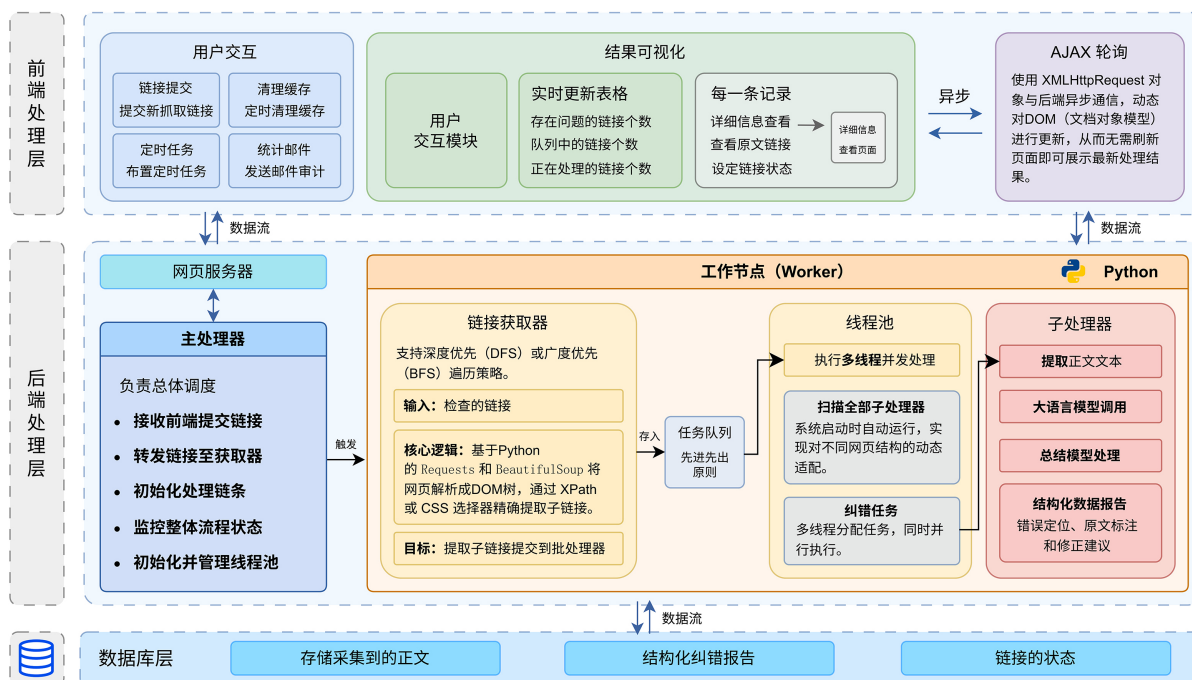 前端处理层
用户交互
链接提交
提交新抓取链接
清理缓存
定时清理缓存
定时任务
布置定时任务
统计邮件
发送邮件审计
结果可视化
用户
交互模块
实时更新表格
存在问题的链接个数
队列中的链接个数
正在处理的链接个数
每一条记录
详细信息查看
查看原文链接
设定链接状态
详细信息
查看页面
异步
AJAX 轮询
使用 XMLHttpRequest 对
象与后端异步通信，动态
对DOM（文档对象模型）
进行更新，从而无需刷新
页面即可展示最新处理结
果。
数据流
数据流
后端处理层
网页服务器
主处理器
负责总体调度
• 接收前端提交链接
• 转发链接至获取器
• 初始化处理链条
• 监控整体流程状态
• 初始化并管理线程池
触发
工作节点（Worker）
Python
链接获取器
支持深度优先（DFS）或广度优先
（BFS）遍历策略。
输入：检查的链接
核心逻辑：基于Python
的 Requests 和 BeautifulSoup 将
网页解析成DOM树，通过 XPath
或 CSS 选择器精确提取子链接。
目标：提取子链接提交到批处理器
存入
任务队列
先进先出
原则
线程池
执行多线程并发处理
扫描全部子处理器
系统启动时自动运行，实
现对不同网页结构的动态
适配。
纠错任务
多线程分配任务，同时并
行执行。
子处理器
提取正文文本
大语言模型调用
总结模型处理
结构化数据报告
错误定位、原文标注
和修正建议
数据流
数据库层
存储采集到的正文
结构化纠错报告
链接的状态